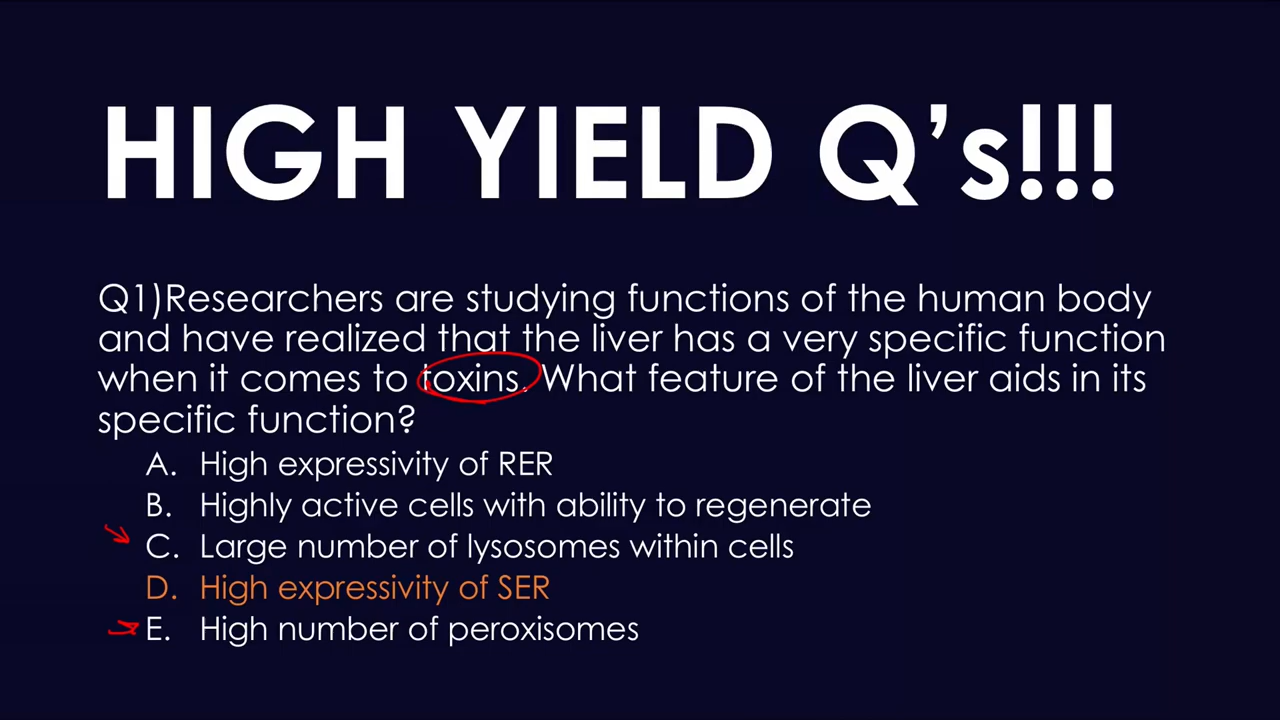 HIGH YIELD Q’s!!!
Q1)Researchers are studying functions of the human body
and have realized that the liver has a very specific function
when it comes to toxins. What feature of the liver aids in its
specific function?
A. High expressivity of RER
B. Highly active cells with ability to regenerate
C. Large number of lysosomes within cells
D. High expressivity of SER
E. High number of peroxisomes